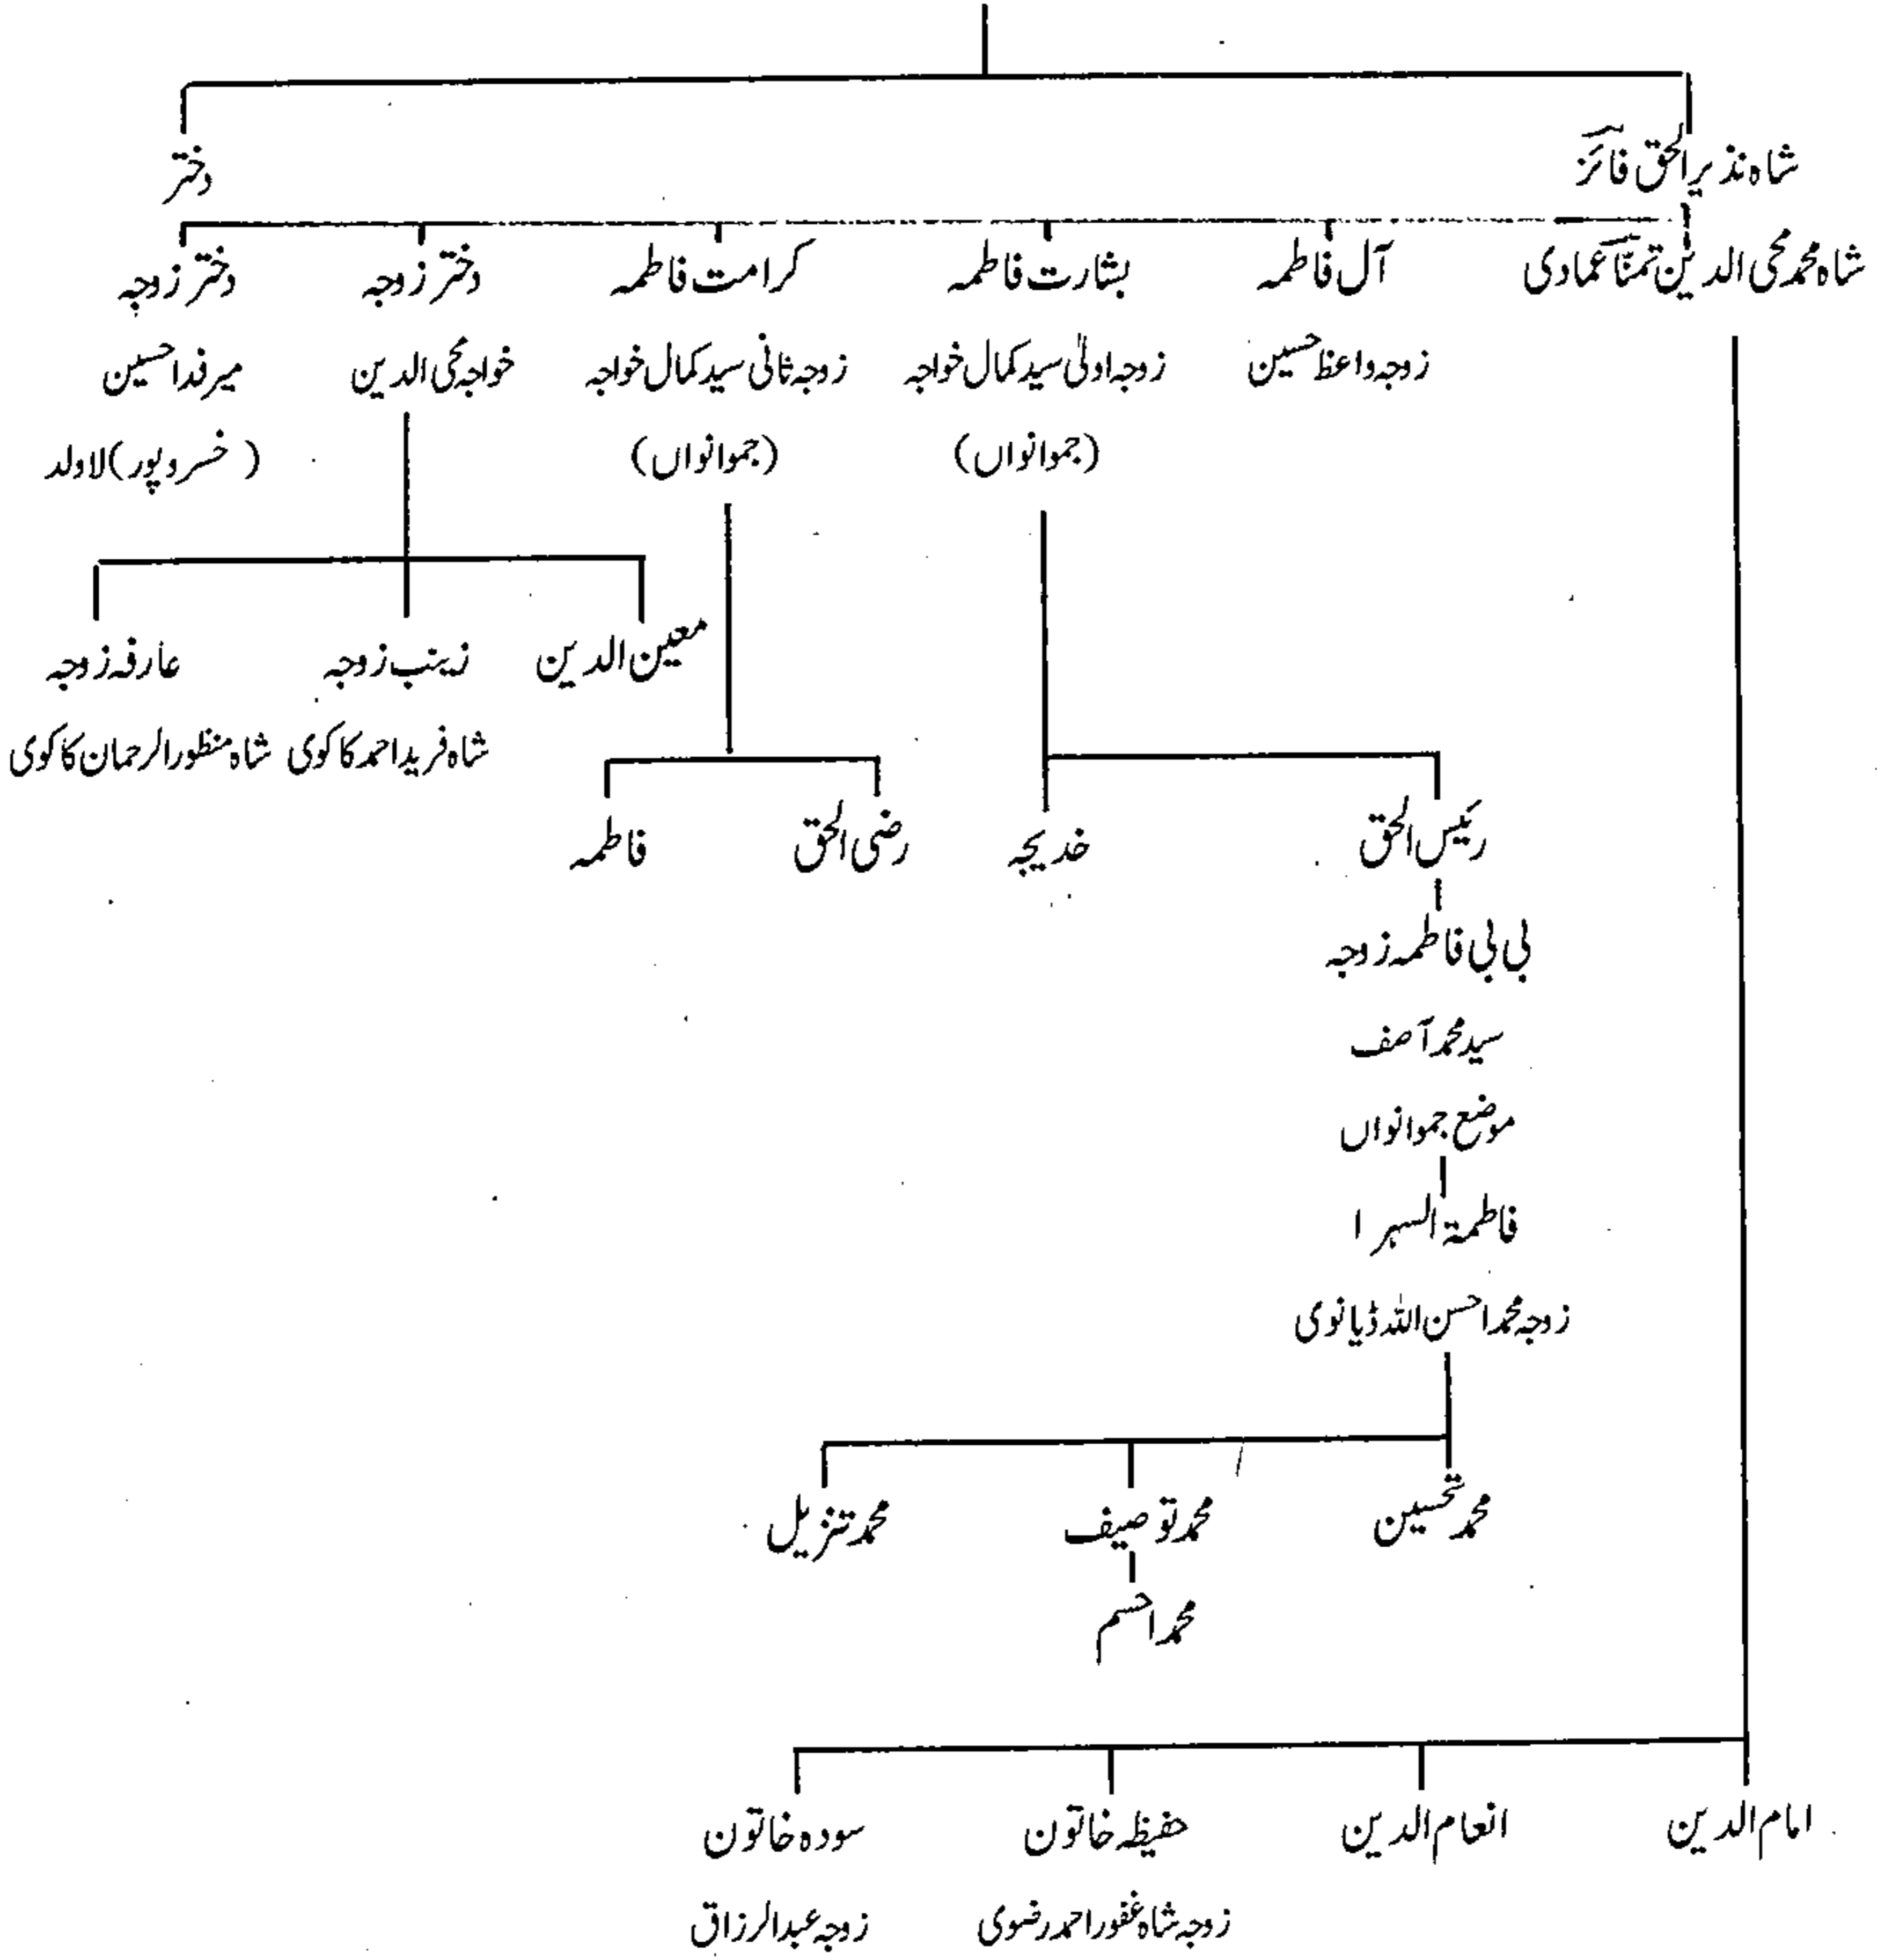 شاہ نذیر الحق فائز
دختر
شاہ محمد محی الدین تمنا عمادی
آل فاطمہ
بشارت فاطمہ
کرامت فاطمہ
دختر زوجہ
دختر زوجہ
زوجہ واعظ حسین
زوجہ اولیٰ سید کمال خواجہ
زوجہ ثانی سید کمال خواجہ
خواجہ محی الدین
میر فدا حسین
(جموانواں)
(جموانواں)
(خسرو پور) لاولد
معین الدین
زینب زوجہ
عارفہ زوجہ
شاہ فرید احمد کاکوی
شاہ منظور الرحمان کاکوی
رئیس الحق
خدیجہ
رضی الحق
فاطمہ
بی بی فاطمہ زوجہ
سید محمد آصف
موضع جموانواں
فاطمۃ السہرا
زوجہ محمد احسن اللہ ڈیانوی
محمد تحسین
محمد توصیف
محمد تنزیل
محمد احسم
امام الدین
انعام الدین
حفیظہ خاتون
سودہ خاتون
زوجہ شاہ غفور احمد رضوی
زوجہ عبد الرزاق